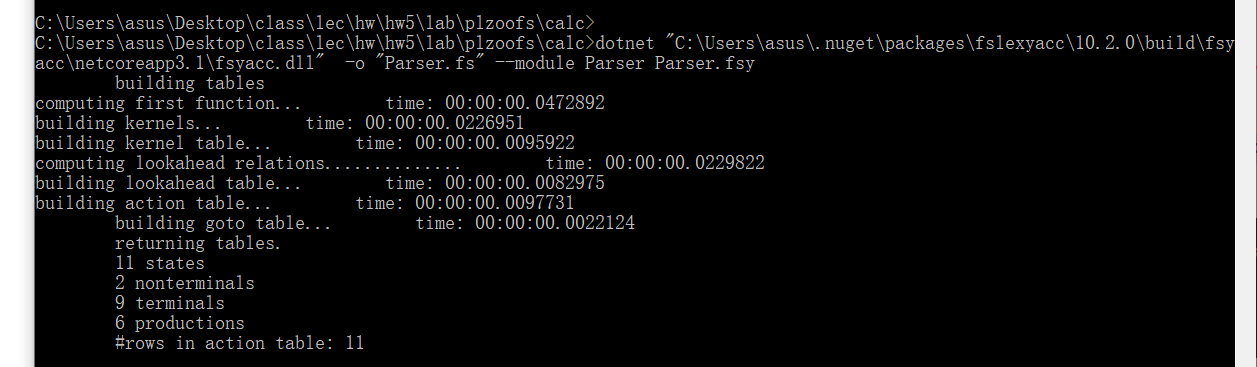 C:\Users\asus\Desktop\class\lec\hw\hw5\lab\plzoofs\calc>
C:\Users\asus\Desktop\class\lec\hw\hw5\lab\plzoofs\calc>dotnet "C:\Users\asus\.nuget\packages\fslexyacc\10.2.0\build\fsy
acc\netcoreapp3.1\fsyacc.dll"  -o "Parser.fs" --module Parser Parser.fsy
        building tables
computing first function...        time: 00:00:00.0472892
building kernels...        time: 00:00:00.0226951
building kernel table...        time: 00:00:00.0095922
computing lookahead relations..............        time: 00:00:00.0229822
building lookahead table...        time: 00:00:00.0082975
building action table...        time: 00:00:00.0097731
        building goto table...        time: 00:00:00.0022124
        returning tables.
        11 states
        2 nonterminals
        9 terminals
        6 productions
        #rows in action table: 11